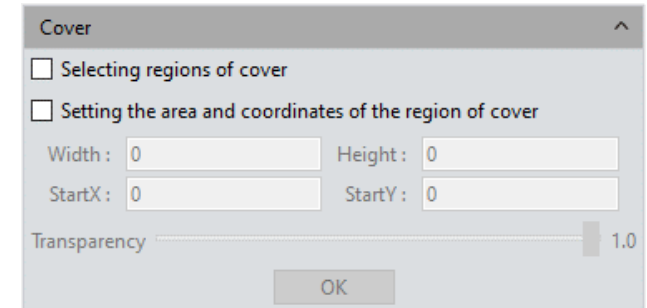 Cover
Selecting regions of cover
Setting the area and coordinates of the region of cover
Width : 0 Height : 0
StartX : 0 StartY : 0
Transparency 1.0
OK